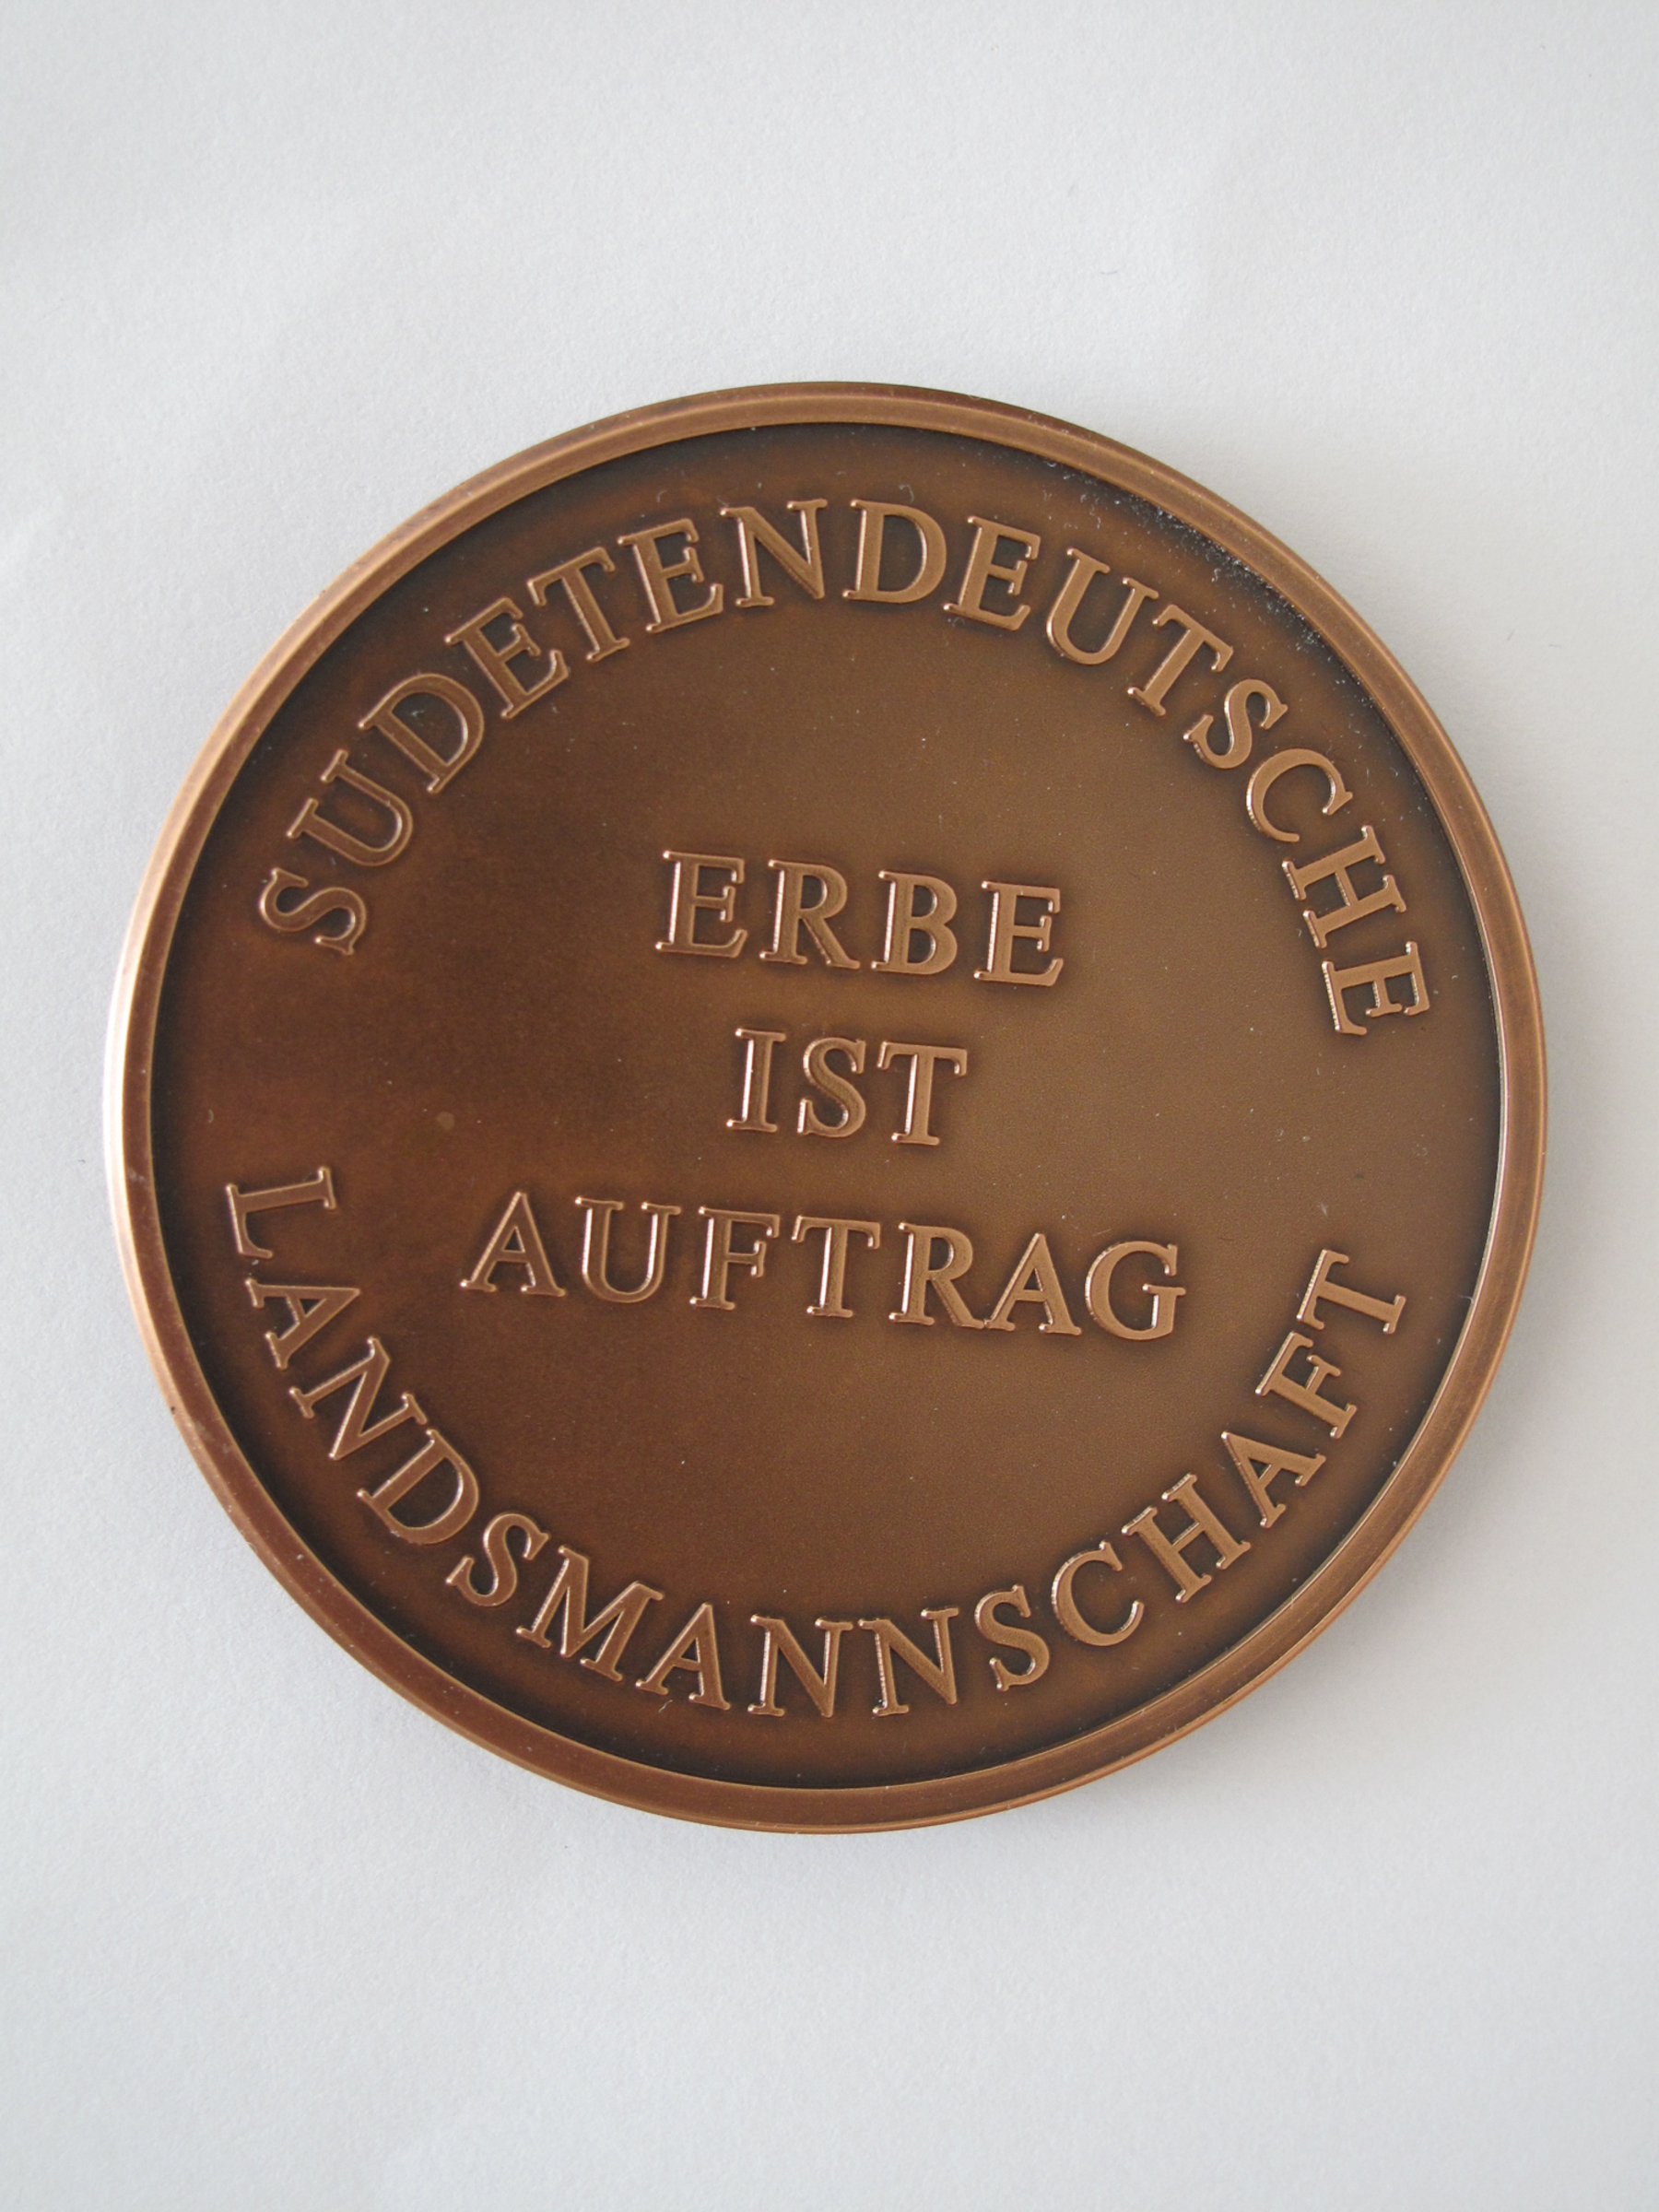 SUDETENDEUTSCHE
ERBE
IST
AUFTRAG
LANDSMANNSCHAFT